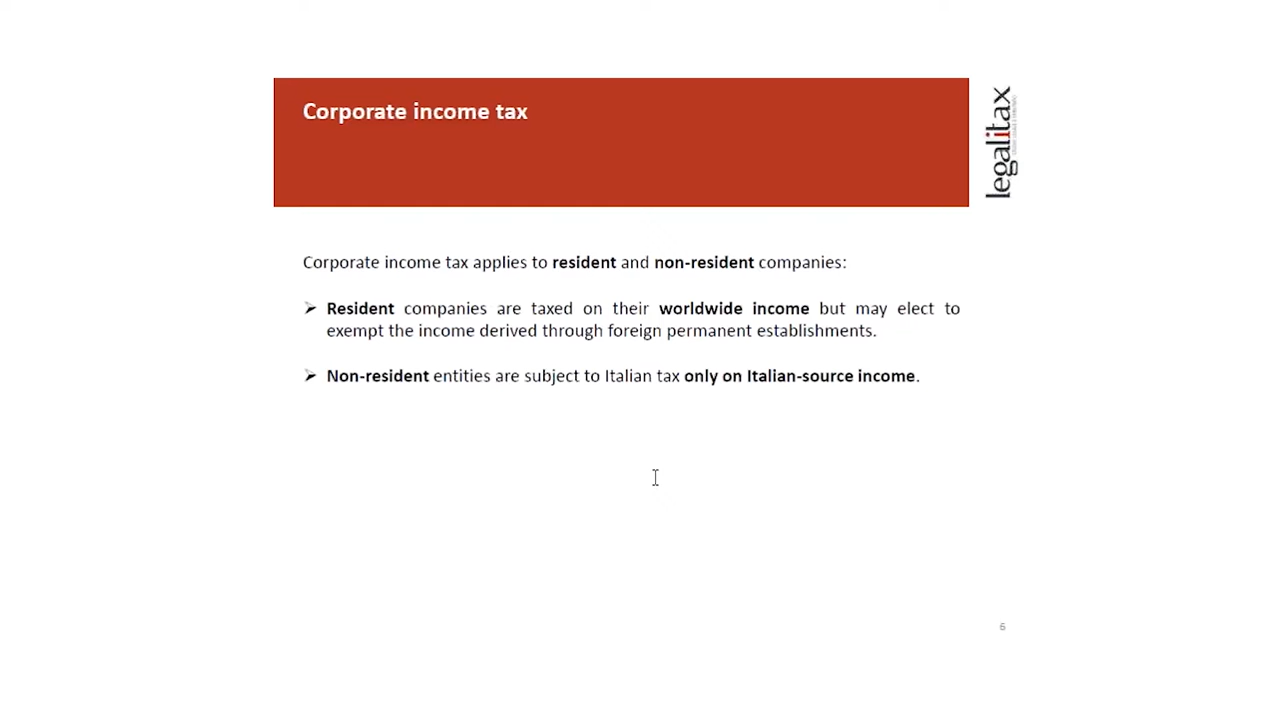 Corporate income tax
legalitax
Corporate income tax applies to resident and non-resident companies:
➢ Resident companies are taxed on their worldwide income but may elect to
exempt the income derived through foreign permanent establishments.
➢ Non-resident entities are subject to Italian tax only on Italian-source income.